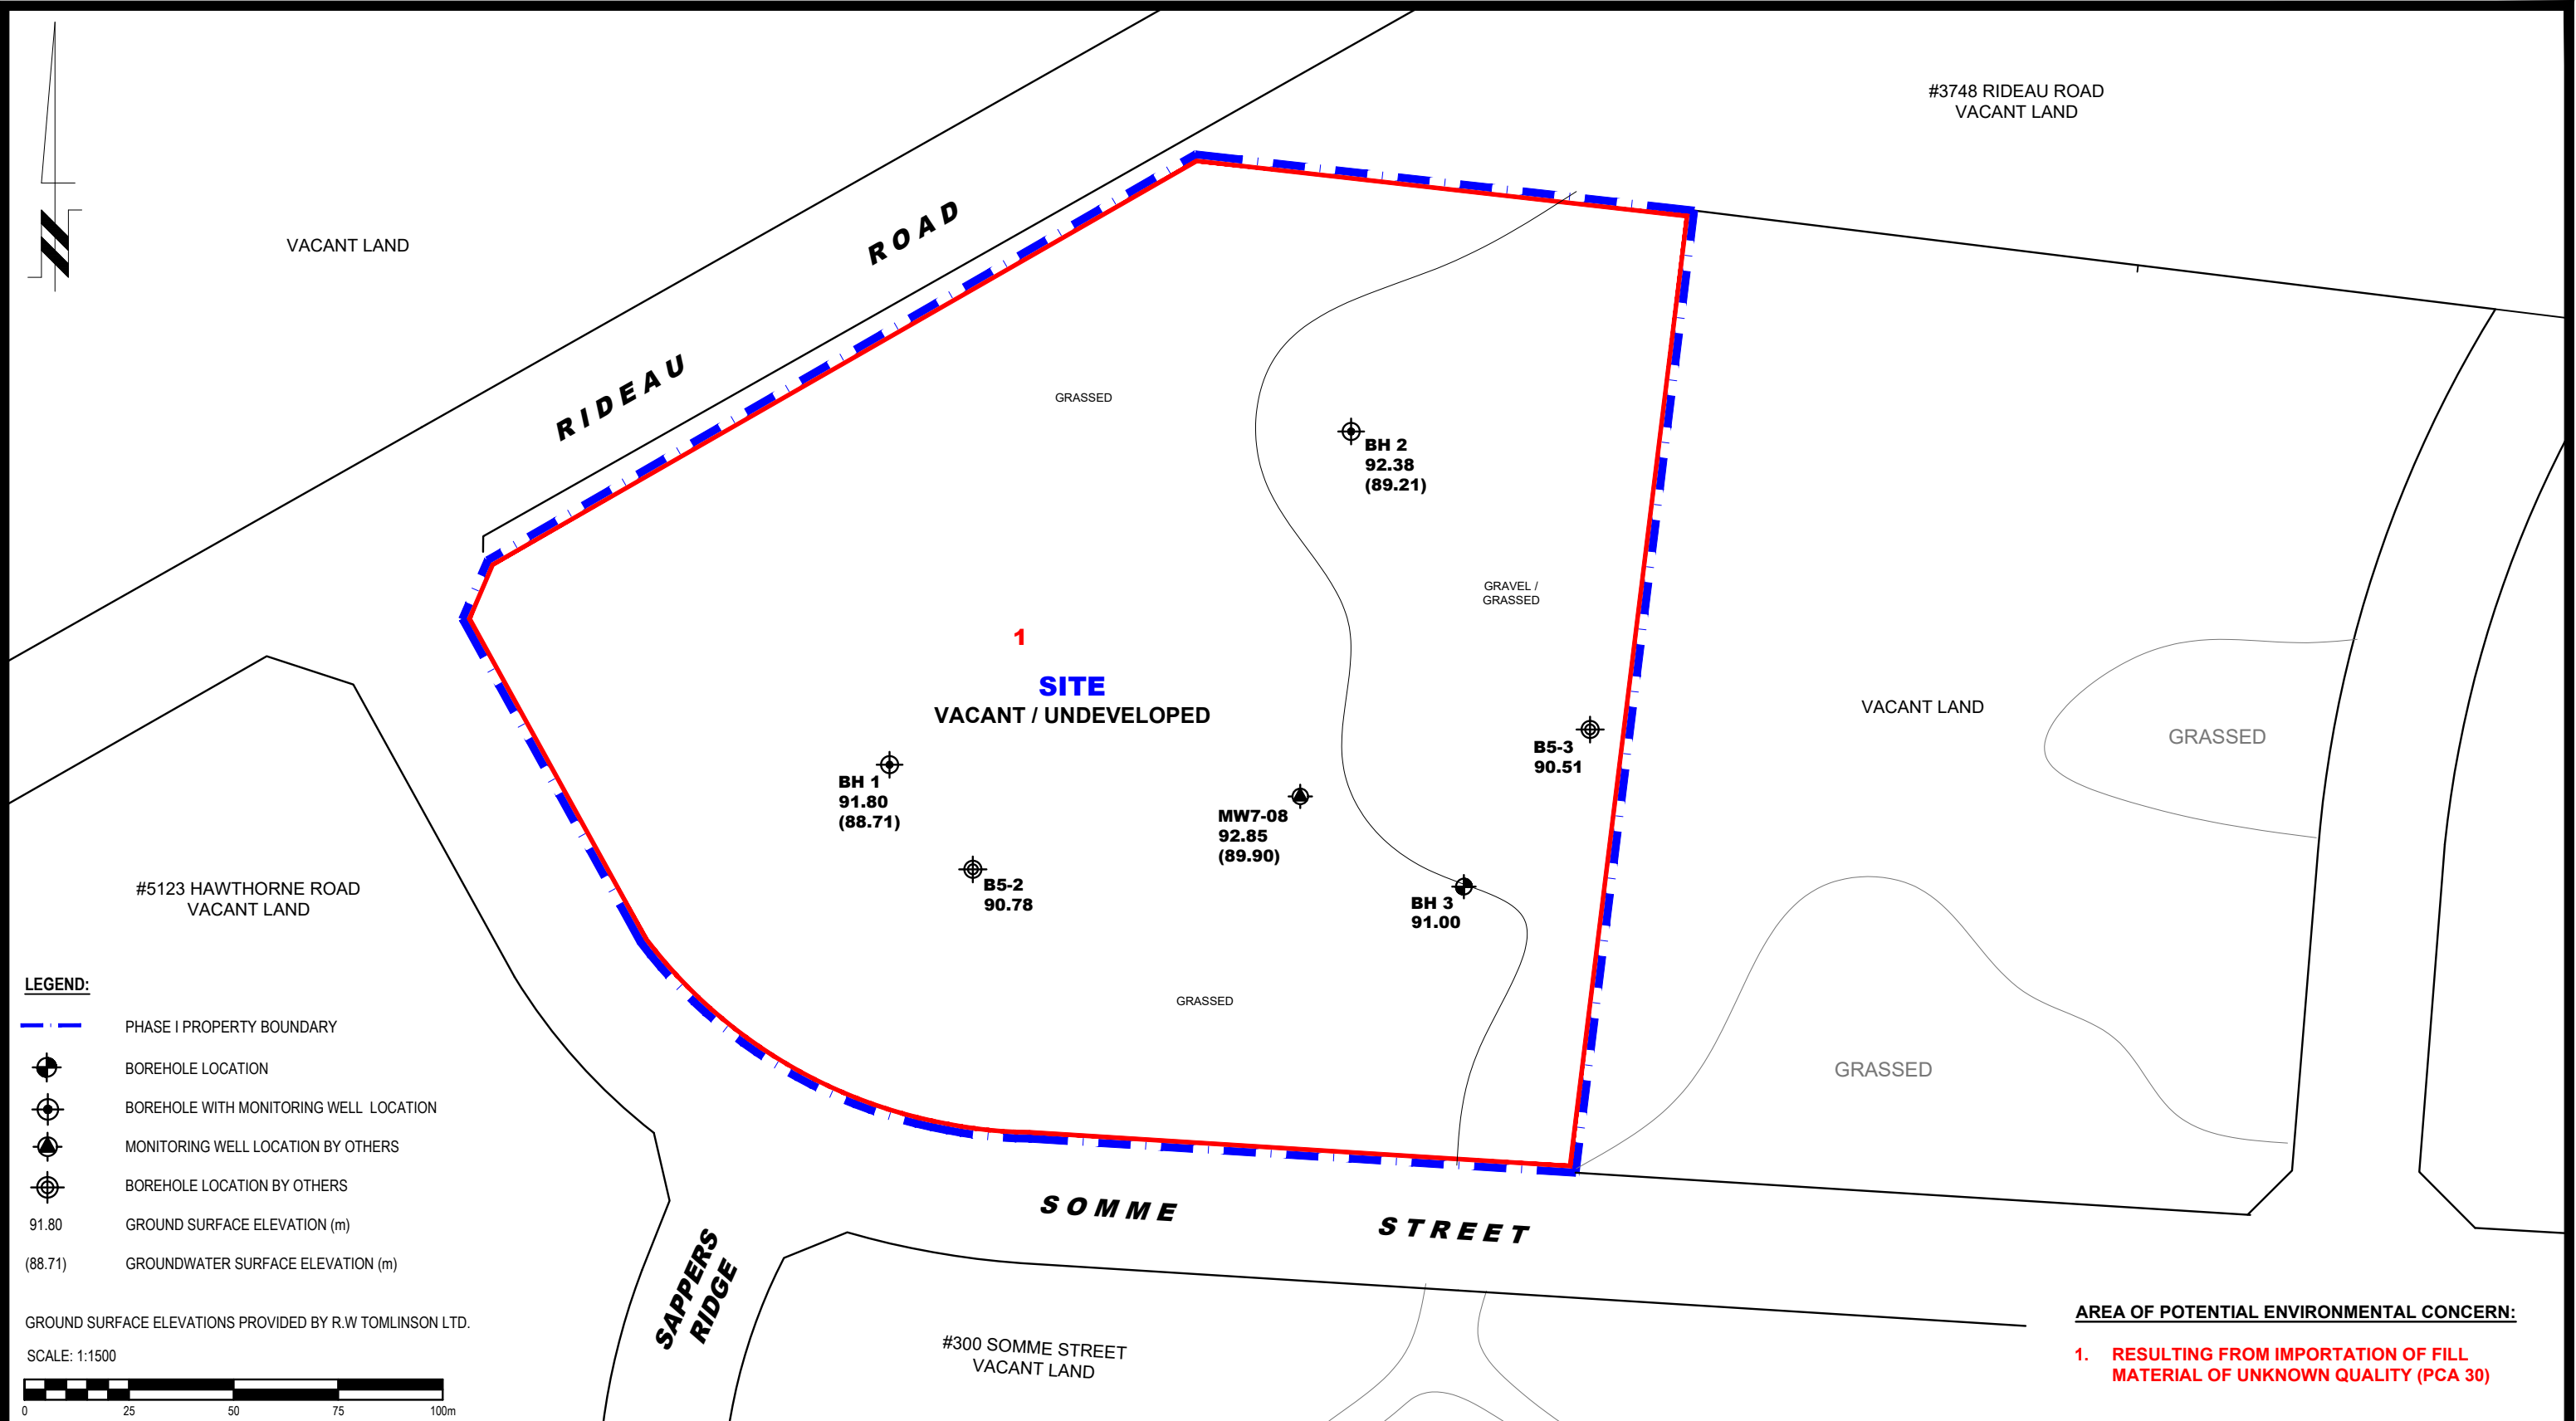 #3748 RIDEAU ROAD
VACANT LAND
VACANT LAND
RIDEAU ROAD
GRASSED
BH 2
92.38
(89.21)
GRAVEL /
GRASSED
1
SITE
VACANT / UNDEVELOPED
VACANT LAND
GRASSED
B5-3
90.51
BH 1
91.80
(88.71)
MW7-08
92.85
(89.90)
B5-2
90.78
BH 3
91.00
#5123 HAWTHORNE ROAD
VACANT LAND
GRASSED
GRASSED
LEGEND:
PHASE I PROPERTY BOUNDARY
BOREHOLE LOCATION
BOREHOLE WITH MONITORING WELL LOCATION
MONITORING WELL LOCATION BY OTHERS
BOREHOLE LOCATION BY OTHERS
91.80 GROUND SURFACE ELEVATION (m)
(88.71) GROUNDWATER SURFACE ELEVATION (m)
GROUND SURFACE ELEVATIONS PROVIDED BY R.W TOMLINSON LTD.
SCALE: 1:1500
0 25 50 75 100m
SOMME STREET
SAPPERS
RIDGE
#300 SOMME STREET
VACANT LAND
AREA OF POTENTIAL ENVIRONMENTAL CONCERN:
1. RESULTING FROM IMPORTATION OF FILL
MATERIAL OF UNKNOWN QUALITY (PCA 30)